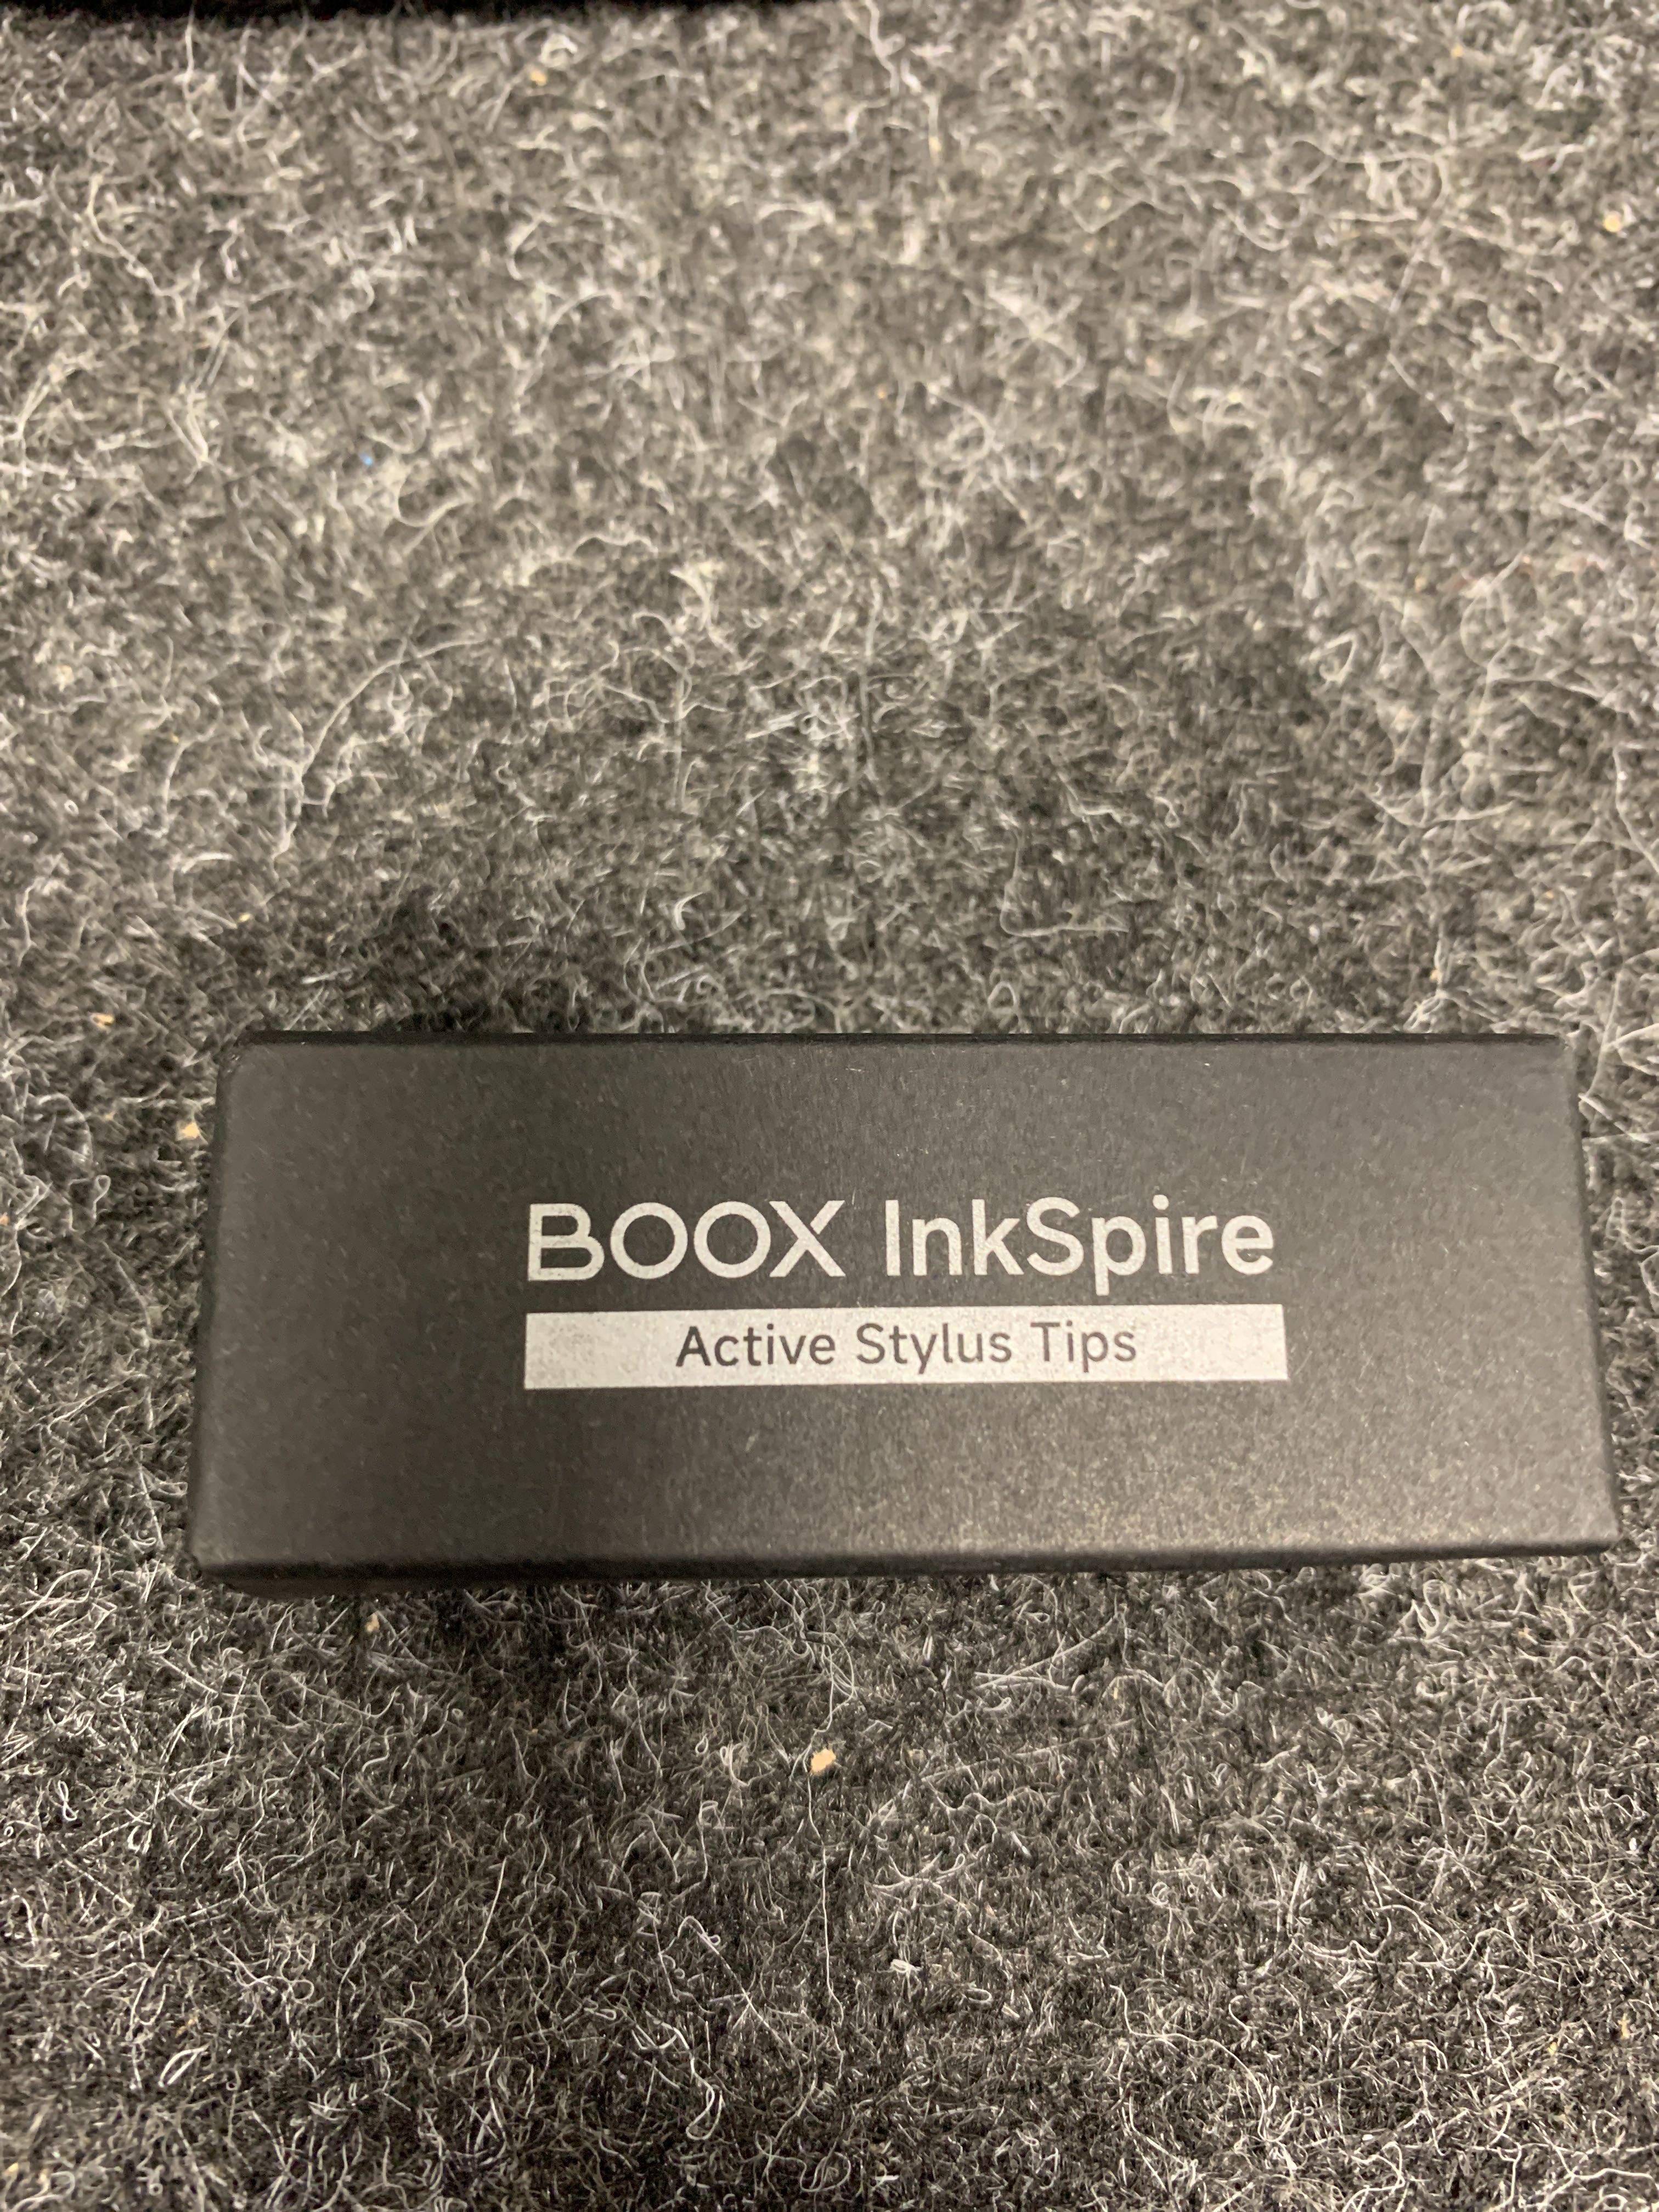 BOOX InkSpire
Active Stylus Tips